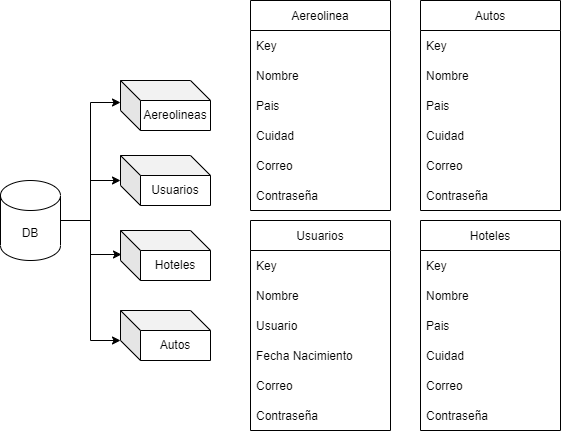 DB
Aereolineas
Usuarios
Hoteles
Autos
Aereolinea
Key
Nombre
Pais
Cuidad
Correo
Contraseña
Autos
Key
Nombre
Pais
Cuidad
Correo
Contraseña
Usuarios
Key
Nombre
Usuario
Fecha Nacimiento
Correo
Contraseña
Hoteles
Key
Nombre
Pais
Cuidad
Correo
Contraseña